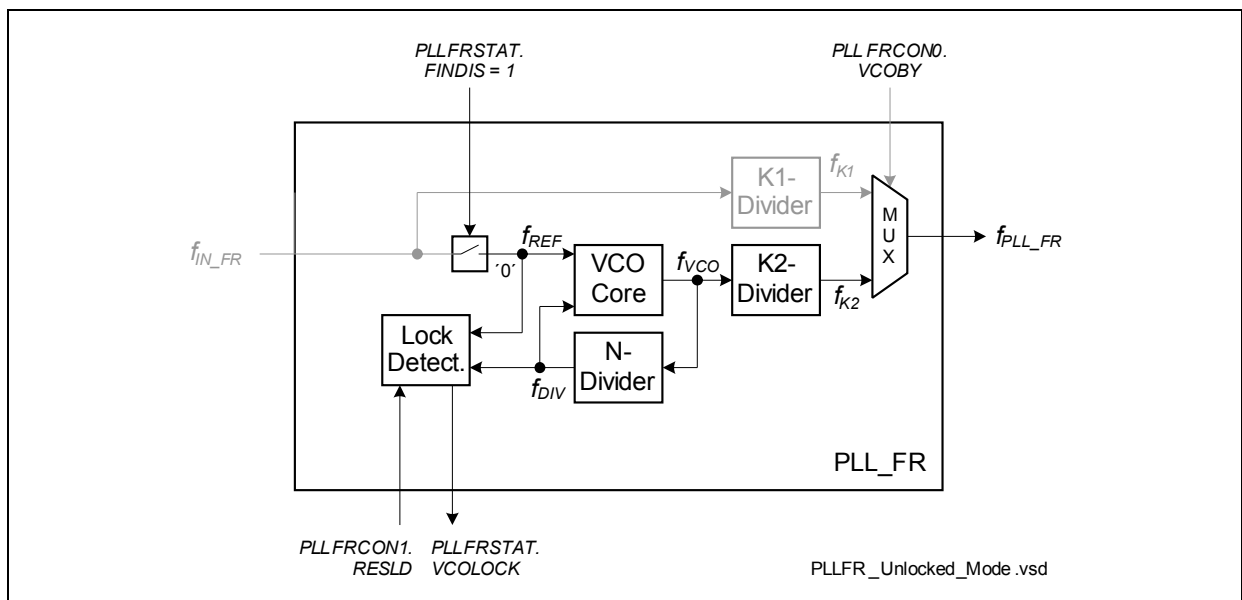 PLLFRSTAT.
FINDIS = 1
PLLFRCON0.
VCOBY
K1-
Divider
fK1
M
U
X
fIN_FR
fREF
´0´
VCO
Core
fVCO
K2-
Divider
fK2
fPLL_FR
Lock
Detect.
fDIV
N-
Divider
PLL_FR
PLLFRCON1.
RESLD
PLLFRSTAT.
VCOLOCK
PLLFR_Unlocked_Mode.vsd